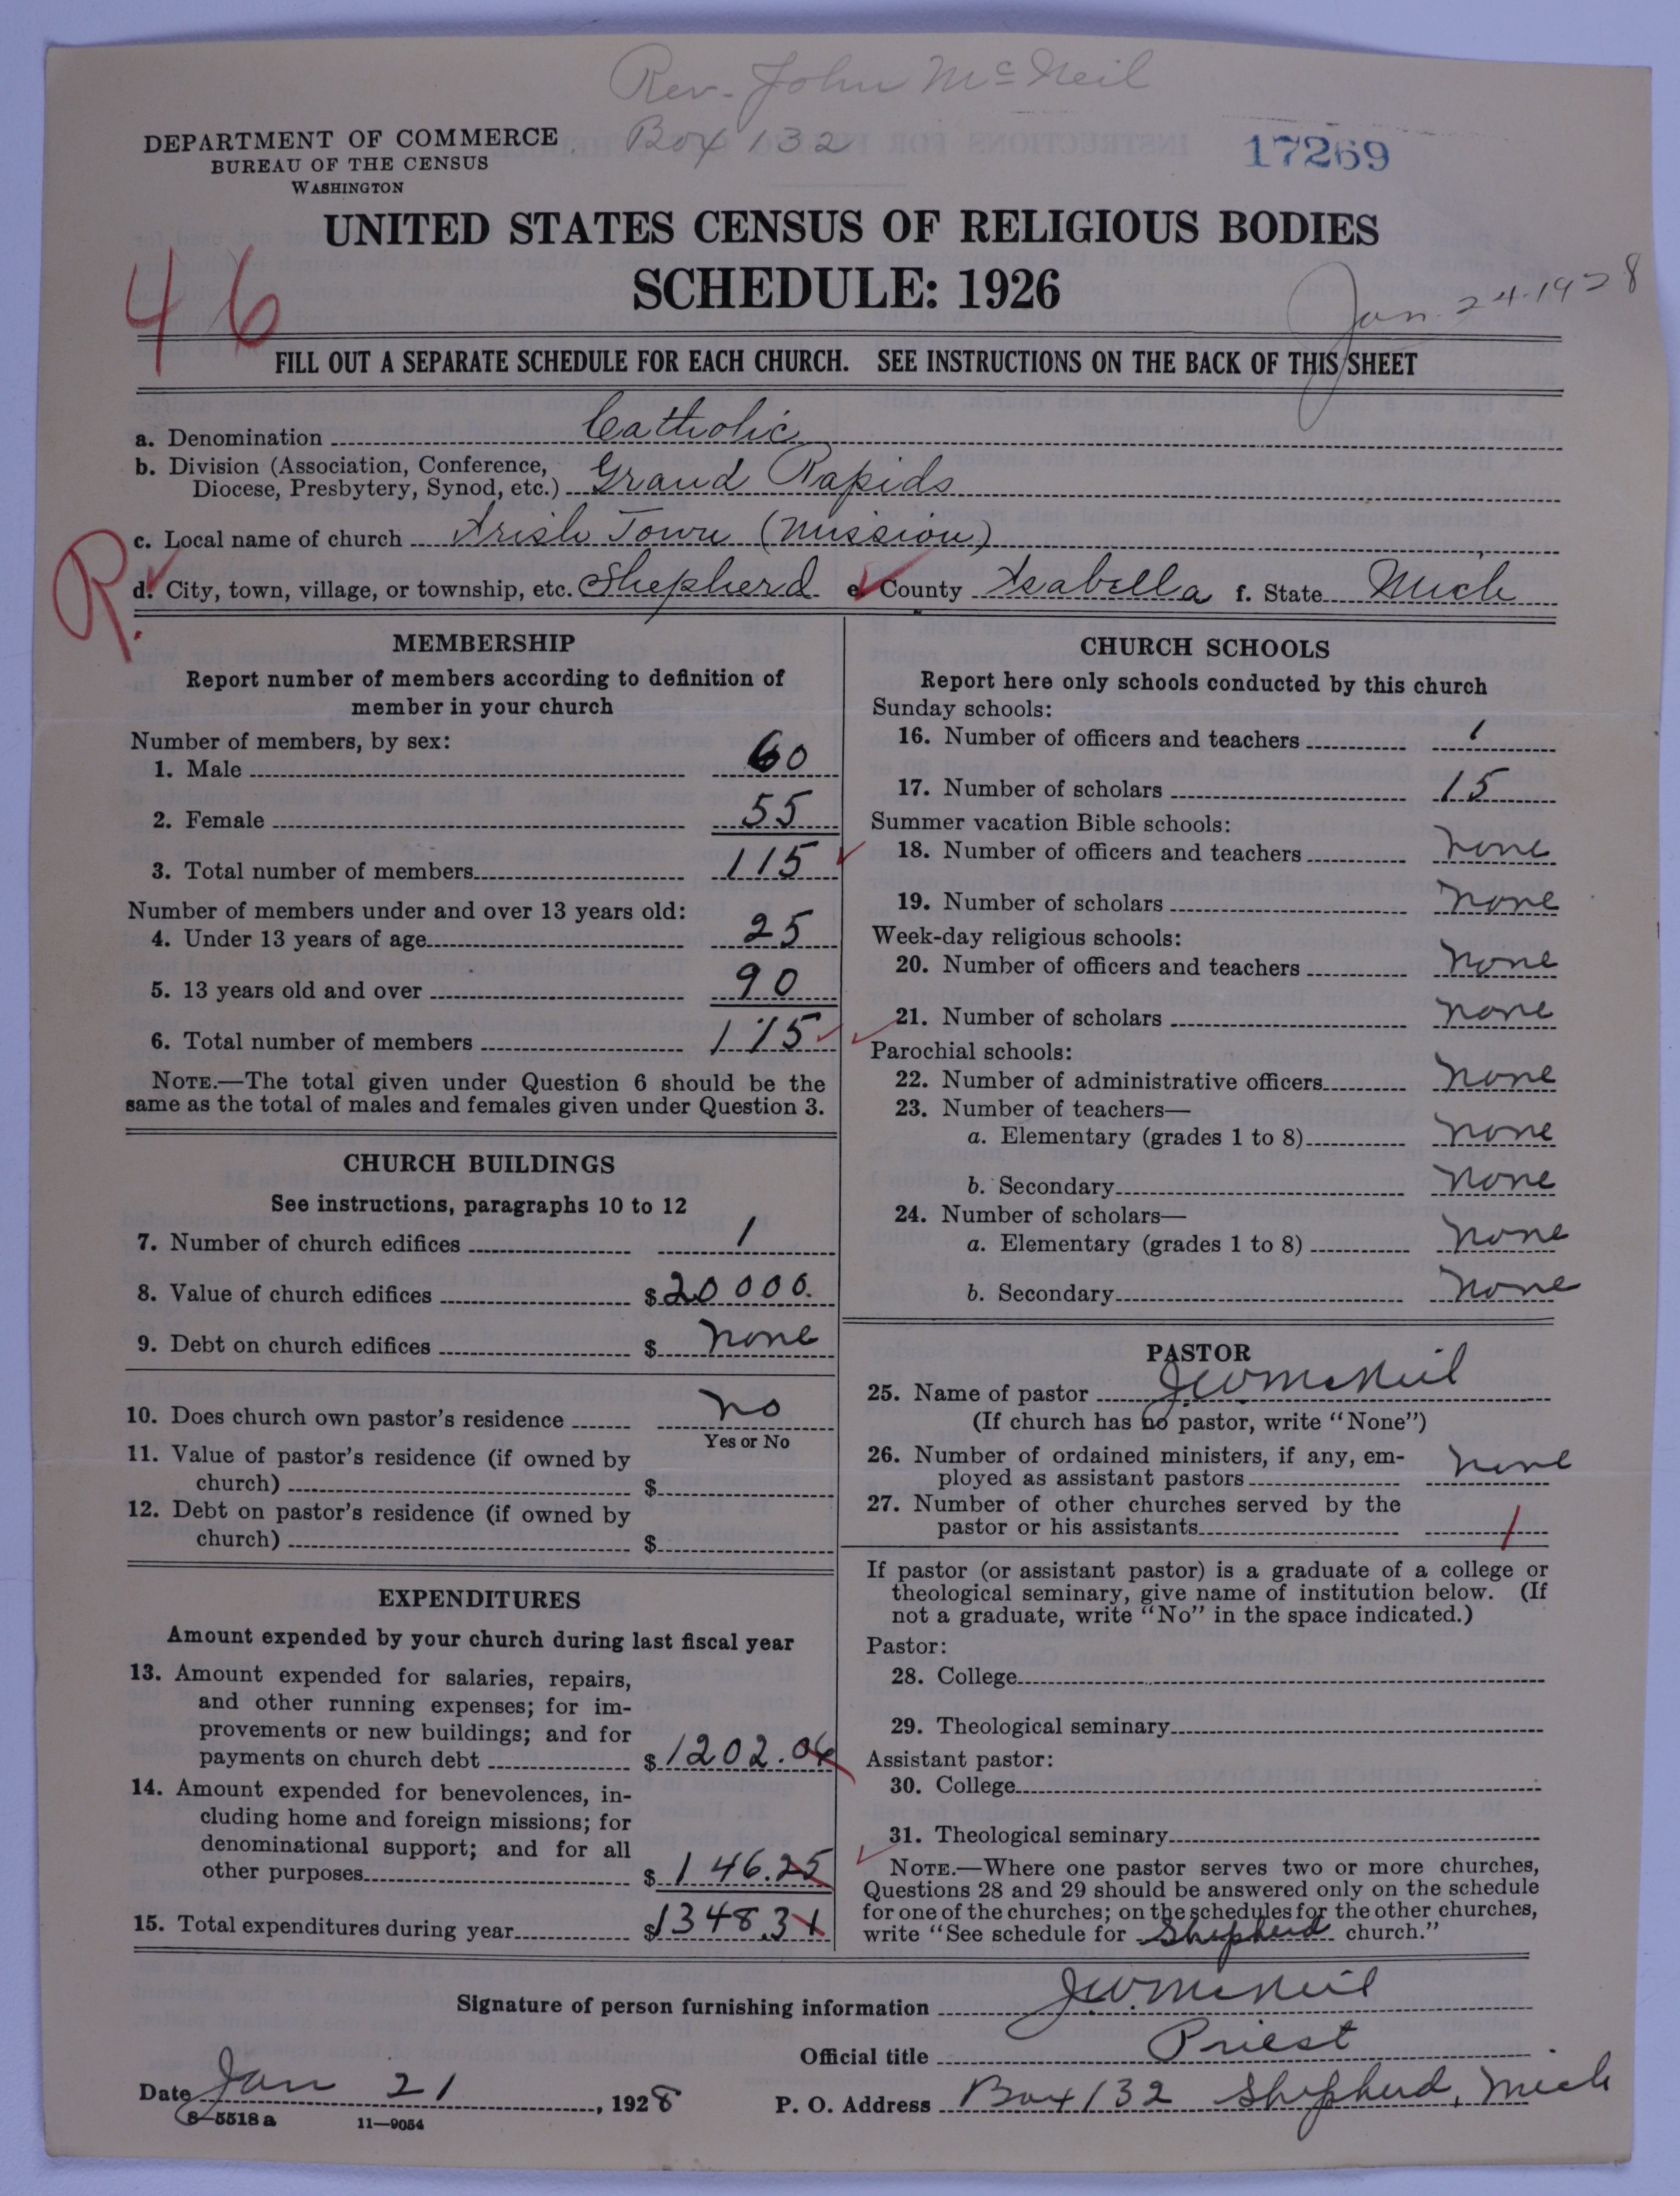 Rev. John McNeil
Box 132
17269
DEPARTMENT OF COMMERCE
BUREAU OF THE CENSUS
WASHINGTON
UNITED STATES CENSUS OF RELIGIOUS BODIES
SCHEDULE: 1926
46
Jan. 24-1928
FILL OUT A SEPARATE SCHEDULE FOR EACH CHURCH. SEE INSTRUCTIONS ON THE BACK OF THIS SHEET
a. Denomination Catholic
b. Division (Association, Conference,
Diocese, Presbytery, Synod, etc.) Grand Rapids
c. Local name of church Irish Town (Mission)
R.
d. City, town, village, or township, etc. Shepherd e. County Isabella f. State Mich
MEMBERSHIP
Report number of members according to definition of
member in your church
Number of members, by sex:
1. Male 60
2. Female 55
3. Total number of members 115
Number of members under and over 13 years old:
4. Under 13 years of age 25
5. 13 years old and over 90
6. Total number of members 115
NOTE.—The total given under Question 6 should be the
same as the total of males and females given under Question 3.
CHURCH BUILDINGS
See instructions, paragraphs 10 to 12
7. Number of church edifices 1
8. Value of church edifices $20000.
9. Debt on church edifices $ none
10. Does church own pastor's residence no
Yes or No
11. Value of pastor's residence (if owned by
church) $
12. Debt on pastor's residence (if owned by
church) $
EXPENDITURES
Amount expended by your church during last fiscal year
13. Amount expended for salaries, repairs,
and other running expenses; for im-
provements or new buildings; and for
payments on church debt $1202.06
14. Amount expended for benevolences, in-
cluding home and foreign missions; for
denominational support; and for all
other purposes $146.25
15. Total expenditures during year $1348.31
CHURCH SCHOOLS
Report here only schools conducted by this church
Sunday schools:
16. Number of officers and teachers 1
17. Number of scholars 15
Summer vacation Bible schools:
18. Number of officers and teachers none
19. Number of scholars none
Week-day religious schools:
20. Number of officers and teachers none
21. Number of scholars none
Parochial schools:
22. Number of administrative officers none
23. Number of teachers—
a. Elementary (grades 1 to 8) none
b. Secondary none
24. Number of scholars—
a. Elementary (grades 1 to 8) none
b. Secondary none
PASTOR
25. Name of pastor J W McNeil
(If church has no pastor, write "None")
26. Number of ordained ministers, if any, em-
ployed as assistant pastors none
27. Number of other churches served by the
pastor or his assistants 1
If pastor (or assistant pastor) is a graduate of a college or
theological seminary, give name of institution below. (If
not a graduate, write "No" in the space indicated.)
Pastor:
28. College
29. Theological seminary
Assistant pastor:
30. College
31. Theological seminary
NOTE.—Where one pastor serves two or more churches,
Questions 28 and 29 should be answered only on the schedule
for one of the churches; on the schedules for the other churches,
write "See schedule for Shepherd church."
Signature of person furnishing information J.W. McNeil
Official title Priest
Date Jan 21, 1928 P. O. Address Box 132 Shepherd, Mich
8—5518a 11—9054